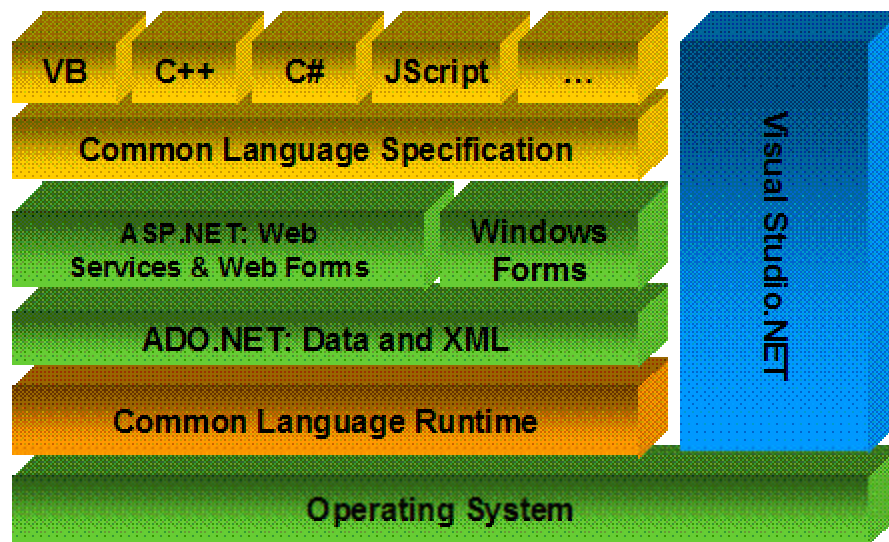 VB C++ C# JScript ...
Common Language Specification
ASP.NET: Web
Services & Web Forms
Windows
Forms
ADO.NET: Data and XML
Common Language Runtime
Operating System
Visual Studio.NET